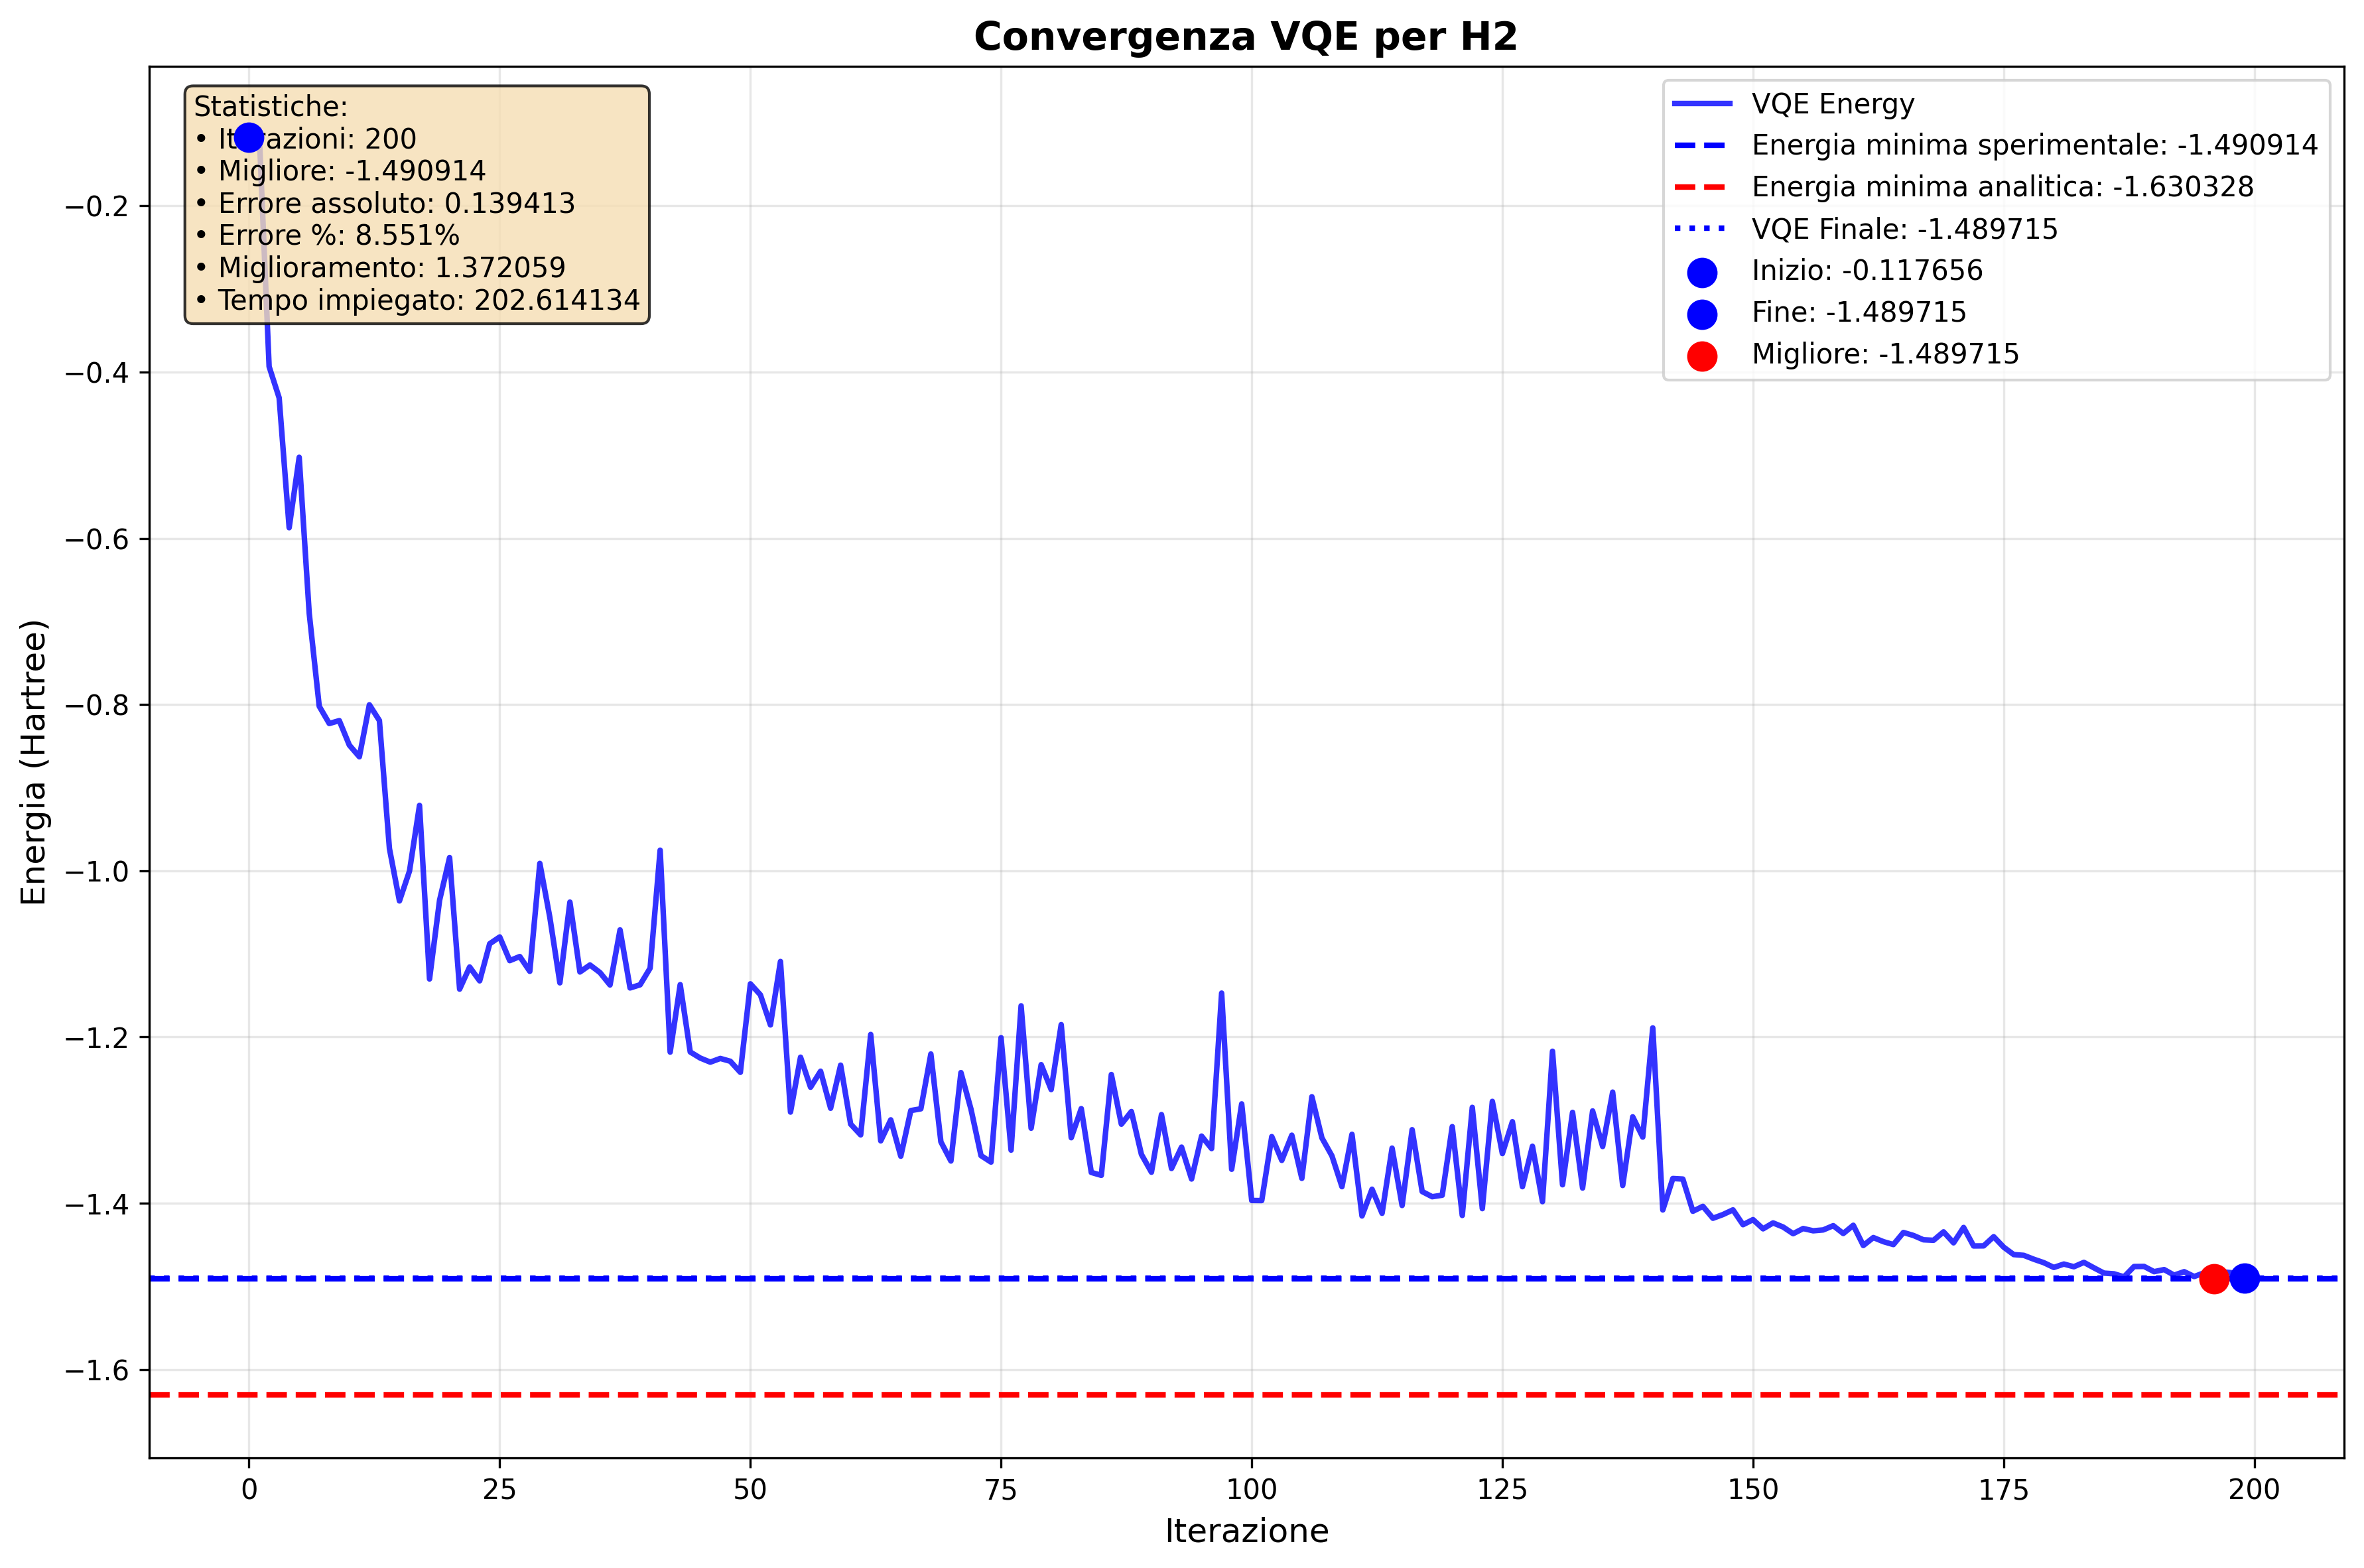 Convergenza VQE per H2
Statistiche:
• Iterazioni: 200
• Migliore: -1.490914
• Errore assoluto: 0.139413
• Errore %: 8.551%
• Miglioramento: 1.372059
• Tempo impiegato: 202.614134
VQE Energy
Energia minima sperimentale: -1.490914
Energia minima analitica: -1.630328
VQE Finale: -1.489715
Inizio: -0.117656
Fine: -1.489715
Migliore: -1.489715
Energia (Hartree)
−0.2
−0.4
−0.6
−0.8
−1.0
−1.2
−1.4
−1.6
0 25 50 75 100 125 150 175 200
Iterazione